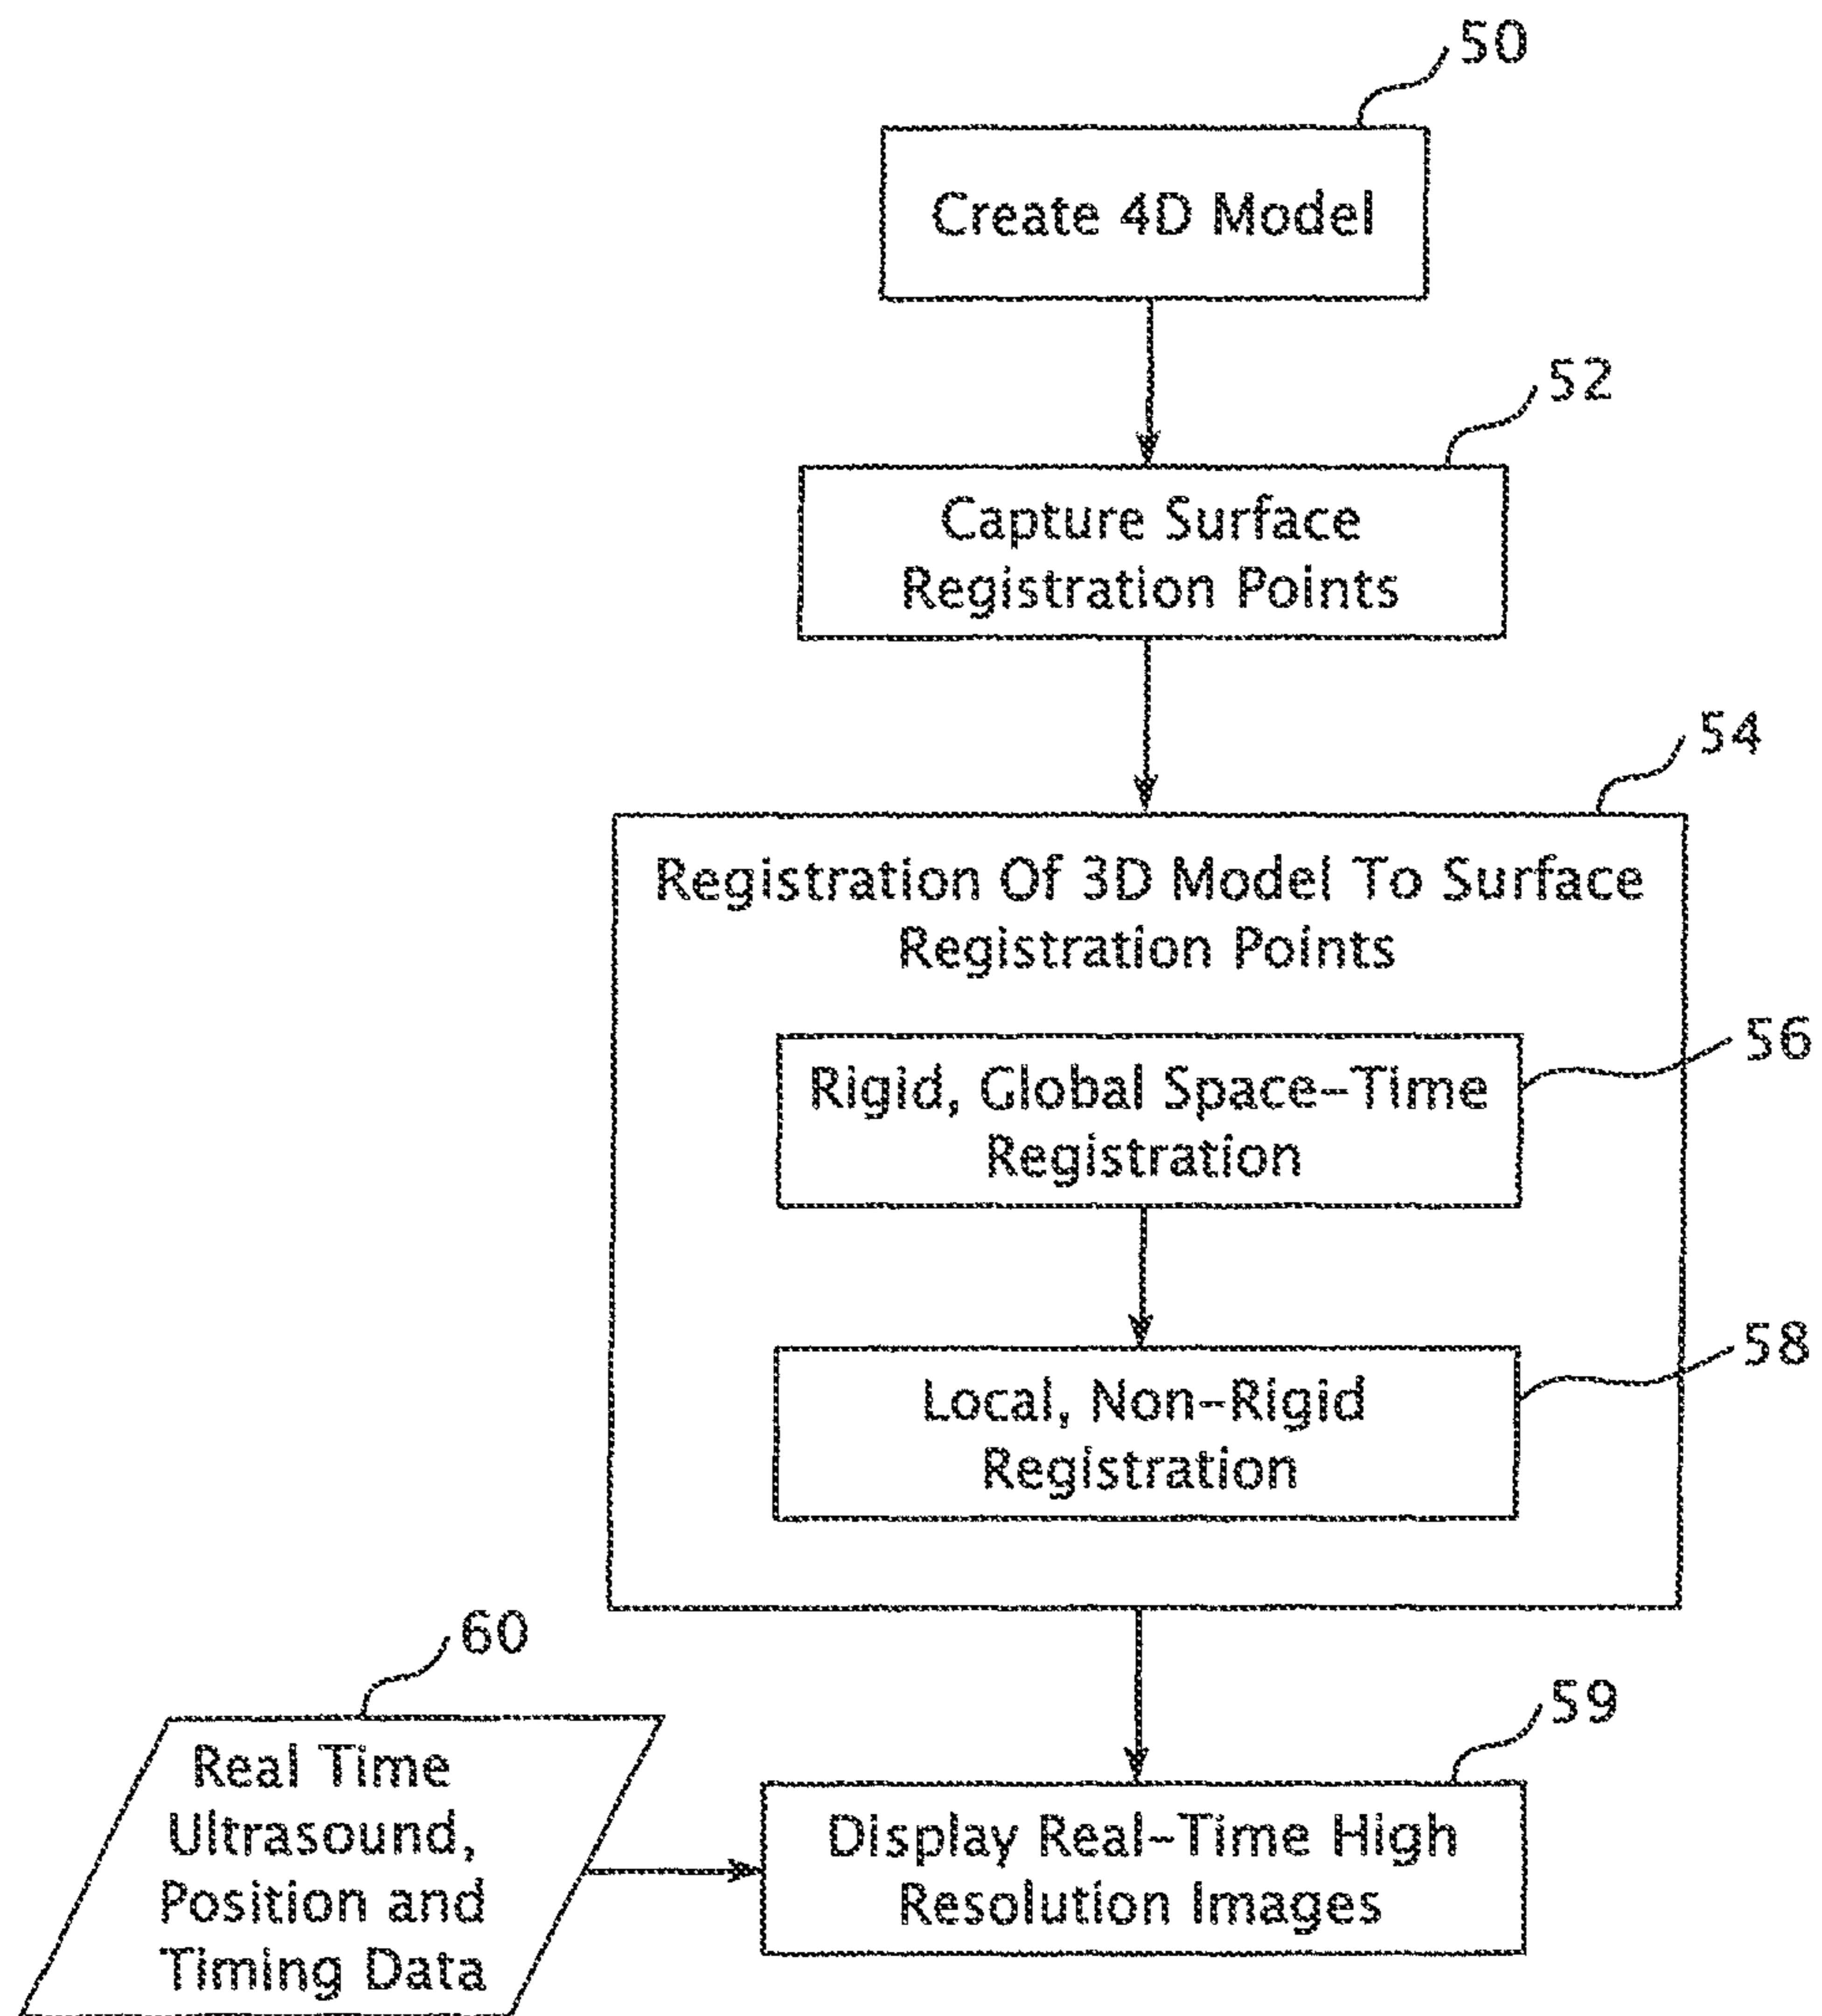 50
Create 4D Model
52
Capture Surface
Registration Points
54
Registration Of 3D Model To Surface
Registration Points
56
Rigid, Global Space-Time
Registration
58
Local, Non-Rigid
Registration
60
Real Time
Ultrasound,
Position and
Timing Data
59
Display Real-Time High
Resolution Images